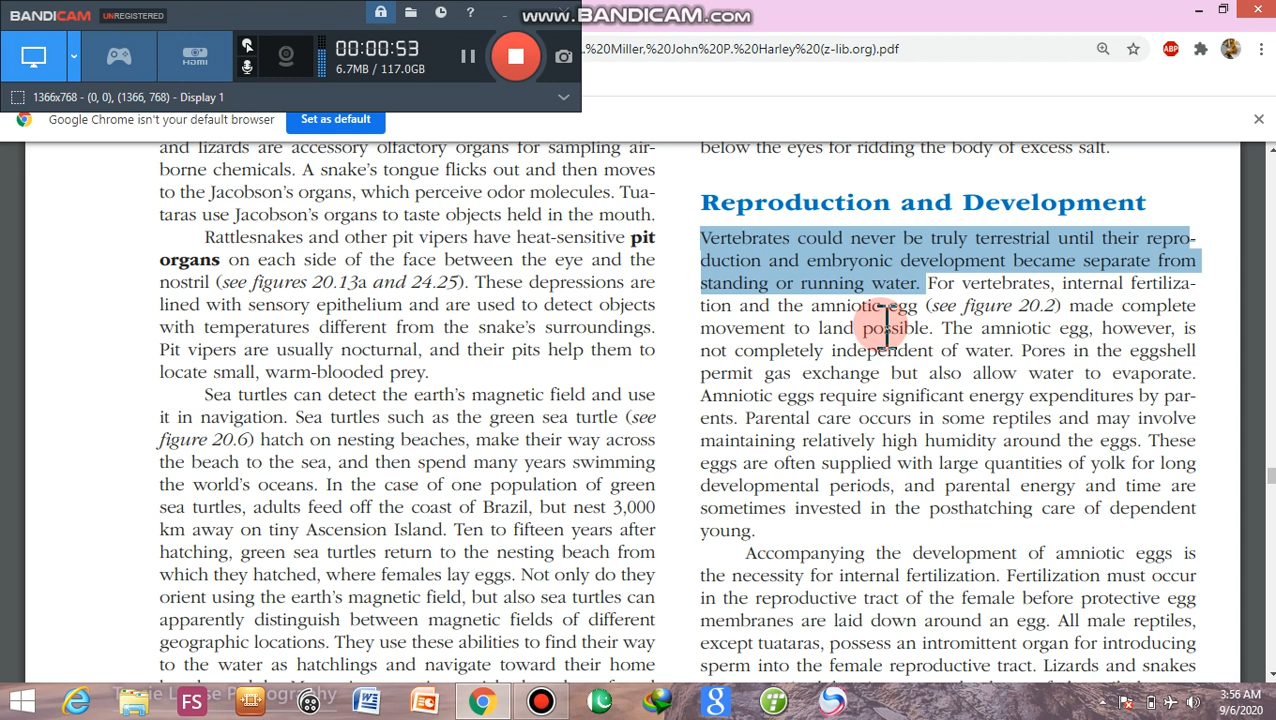 BANDICAM UNREGISTERED
www.BANDICAM.com
HDMI
00:00:53
6.7MB / 117.0GB
1366x768 - (0, 0), (1366, 768) - Display 1
.%20Miller,%20John%20P.%20Harley(z-lib.org).pdf
ABP
Google Chrome isn't your default browser
Set as default
and lizards are accessory olfactory organs for sampling air-
borne chemicals. A snake's tongue flicks out and then moves
to the Jacobson's organs, which perceive odor molecules. Tua-
taras use Jacobson's organs to taste objects held in the mouth.
Rattlesnakes and other pit vipers have heat-sensitive pit
organs on each side of the face between the eye and the
nostril (see figures 20.13a and 24.25). These depressions are
lined with sensory epithelium and are used to detect objects
with temperatures different from the snake's surroundings.
Pit vipers are usually nocturnal, and their pits help them to
locate small, warm-blooded prey.
Sea turtles can detect the earth's magnetic field and use
it in navigation. Sea turtles such as the green sea turtle (see
figure 20.6) hatch on nesting beaches, make their way across
the beach to the sea, and then spend many years swimming
the world's oceans. In the case of one population of green
sea turtles, adults feed off the coast of Brazil, but nest 3,000
km away on tiny Ascension Island. Ten to fifteen years after
hatching, green sea turtles return to the nesting beach from
which they hatched, where females lay eggs. Not only do they
orient using the earth's magnetic field, but also sea turtles can
apparently distinguish between magnetic fields of different
geographic locations. They use these abilities to find their way
to the water as hatchlings and navigate toward their home
below the eyes for ridding the body of excess salt.
Reproduction and Development
Vertebrates could never be truly terrestrial until their repro-
duction and embryonic development became separate from
standing or running water. For vertebrates, internal fertiliza-
tion and the amniotic egg (see figure 20.2) made complete
movement to land possible. The amniotic egg, however, is
not completely independent of water. Pores in the eggshell
permit gas exchange but also allow water to evaporate.
Amniotic eggs require significant energy expenditures by par-
ents. Parental care occurs in some reptiles and may involve
maintaining relatively high humidity around the eggs. These
eggs are often supplied with large quantities of yolk for long
developmental periods, and parental energy and time are
sometimes invested in the posthatching care of dependent
young.
Accompanying the development of amniotic eggs is
the necessity for internal fertilization. Fertilization must occur
in the reproductive tract of the female before protective egg
membranes are laid down around an egg. All male reptiles,
except tuataras, possess an intromittent organ for introducing
sperm into the female reproductive tract. Lizards and snakes
FS
3:56 AM
9/6/2020